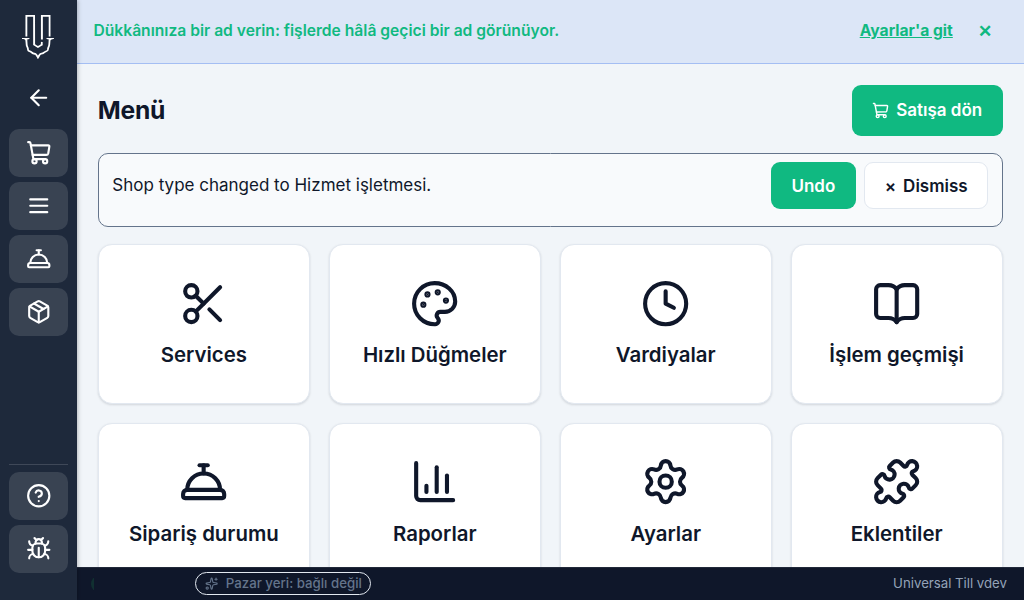 Dükkânınıza bir ad verin: fişlerde hâlâ geçici bir ad görünüyor.
Ayarlar'a git ×
Menü
Satışa dön
Shop type changed to Hizmet işletmesi.
Undo
× Dismiss
Services
Hızlı Düğmeler
Vardiyalar
İşlem geçmişi
Sipariş durumu
Raporlar
Ayarlar
Eklentiler
Pazar yeri: bağlı değil
Universal Till vdev